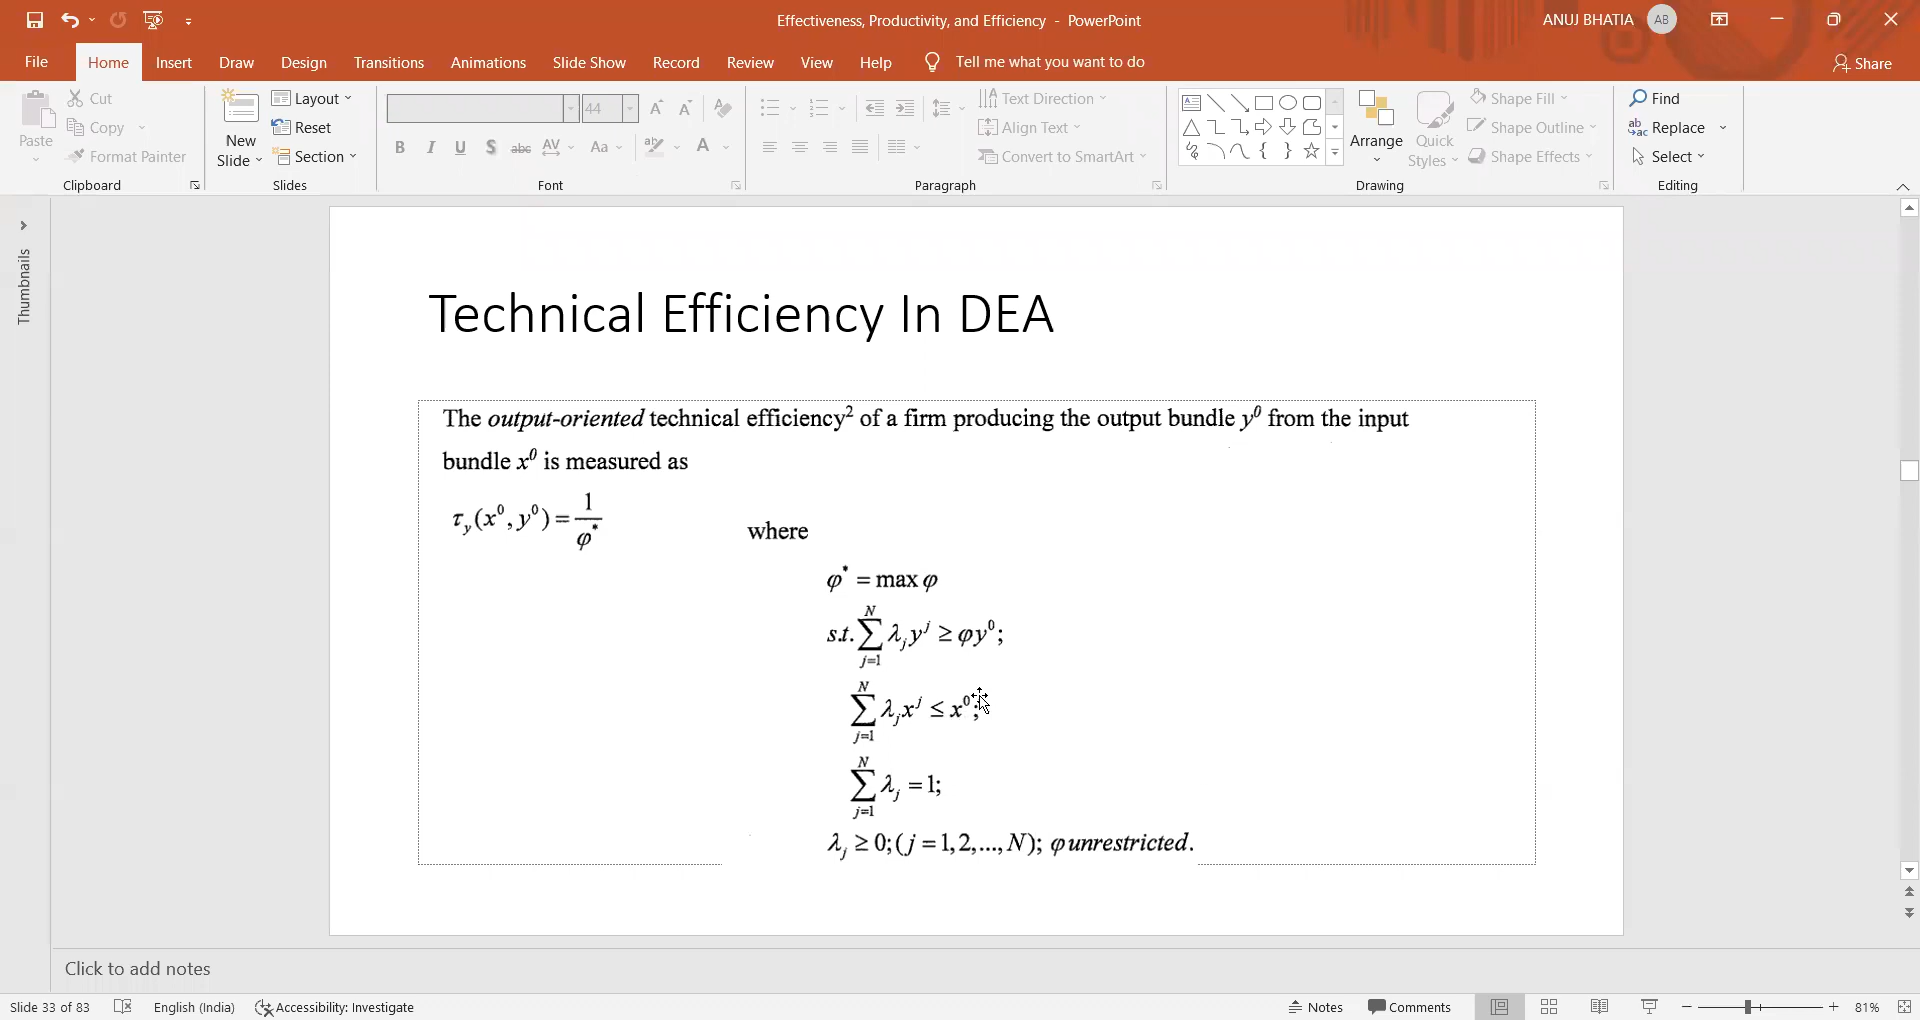 Effectiveness, Productivity, and Efficiency - PowerPoint
ANUJ BHATIA AB
File Home Insert Draw Design Transitions Animations Slide Show Record Review View Help Tell me what you want to do Share
Paste
Cut
Copy
Format Painter
Clipboard
New Slide
Layout
Reset
Section
Slides
44
B I U S abc AV Aa A
Font
Text Direction
Align Text
Convert to SmartArt
Paragraph
Arrange
Quick Styles
Shape Fill
Shape Outline
Shape Effects
Drawing
Find
Replace
Select
Editing
Thumbnails
Technical Efficiency In DEA
The output-oriented technical efficiency² of a firm producing the output bundle y⁰ from the input
bundle x⁰ is measured as
τ_y(x⁰, y⁰) = 1/φ*
where
φ* = max φ
s.t. ∑_{j=1}^{N} λ_j y^j ≥ φy⁰;
∑_{j=1}^{N} λ_j x^j ≤ x⁰;
∑_{j=1}^{N} λ_j = 1;
λ_j ≥ 0; (j = 1, 2, ..., N); φ unrestricted.
Click to add notes
Slide 33 of 83 English (India) Accessibility: Investigate Notes Comments 81%